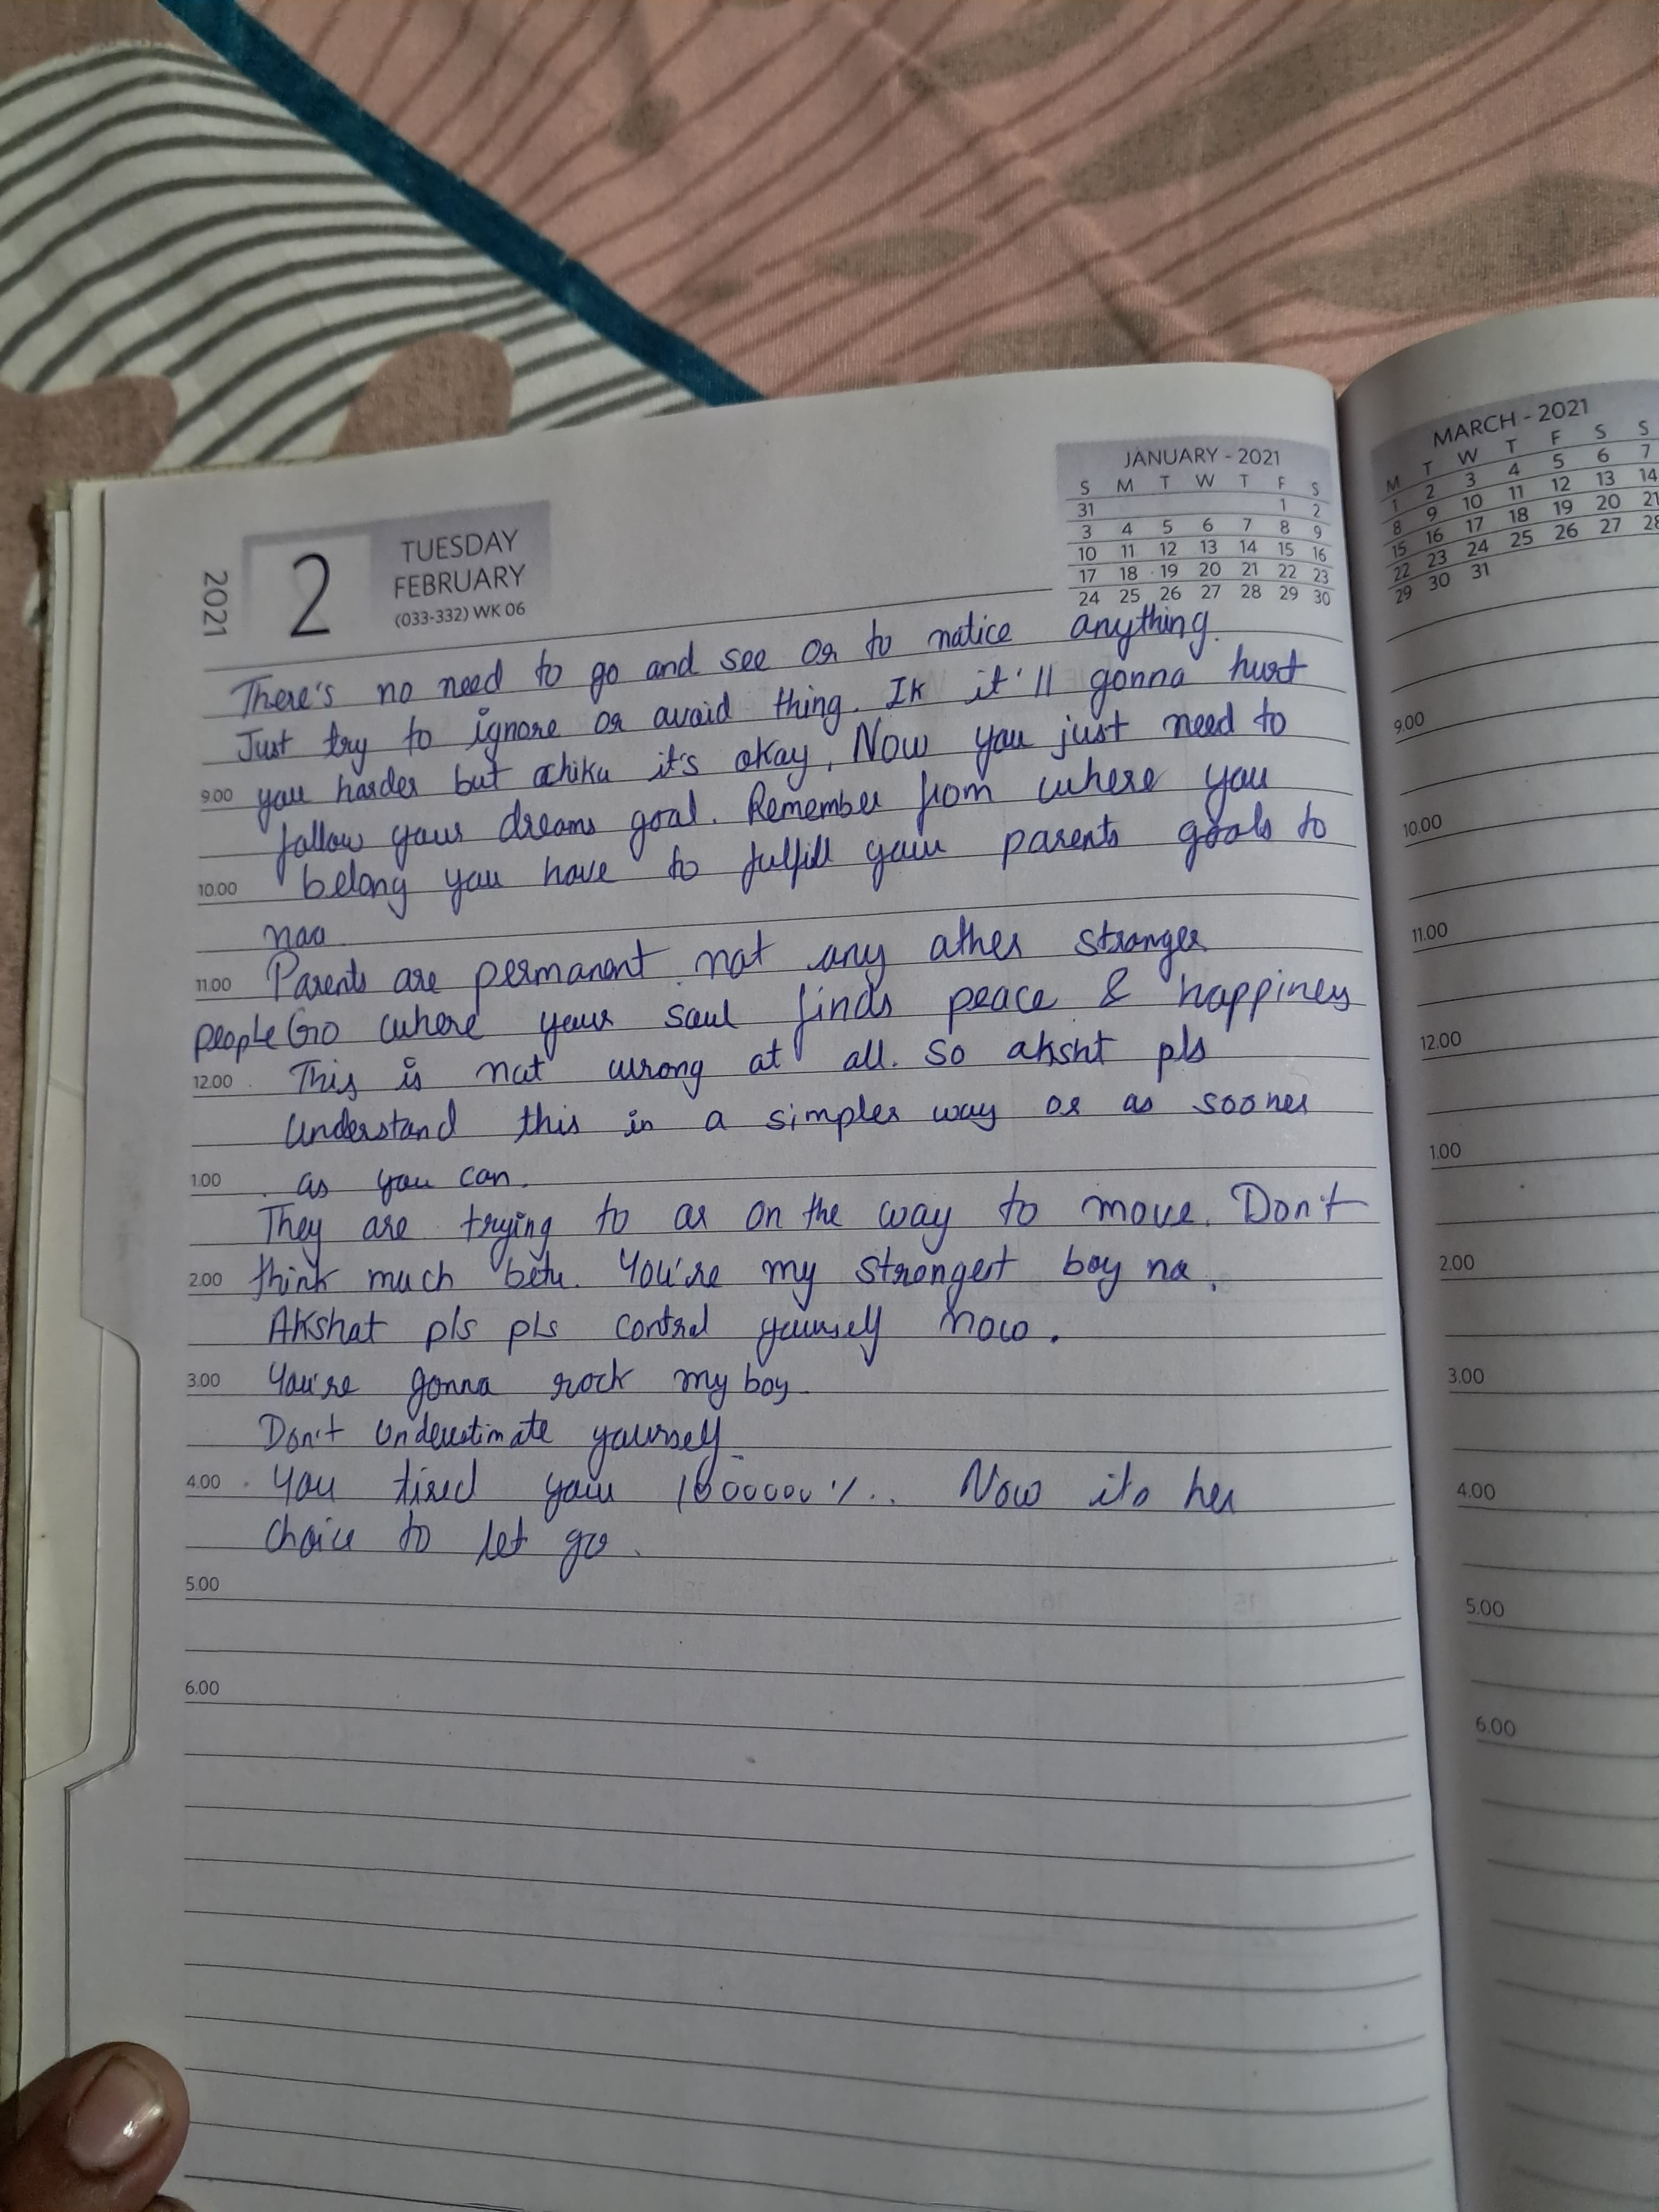 2021
2
TUESDAY
FEBRUARY
(033-332) WK 06
JANUARY - 2021
S M T W T F S
31 1 2
3 4 5 6 7 8 9
10 11 12 13 14 15 16
17 18 19 20 21 22 23
24 25 26 27 28 29 30
There's no need to go and see or to notice anything.
Just try to ignore or avoid thing. Ik it'll gonna hurt
9.00 you harder but chiku it's okay. Now you just need to
follow your dreams goal. Remember from where you
10.00 belong you have to fulfill your parents goals to
naa
11.00 Parents are permanent not any other stranger
people Go where your soul finds peace & happiney
12.00 This is not wrong at all. So aksht pls
Understand this in a simpler way or as sooner
1.00 as you can.
They are trying to or on the way to move. Don't
2.00 think much betu. You're my strongest boy na.
Akshat pls pls control yourself now.
3.00 You're gonna rock my boy
Don't Underestimate yourself
4.00 You tired your 1000000%.. Now its her
choice to let go.
5.00
6.00
MARCH - 2021
M T W T F S S
1 2 3 4 5 6 7
8 9 10 11 12 13 14
15 16 17 18 19 20 21
22 23 24 25 26 27 28
29 30 31
9.00
10.00
11.00
12.00
1.00
2.00
3.00
4.00
5.00
6.00